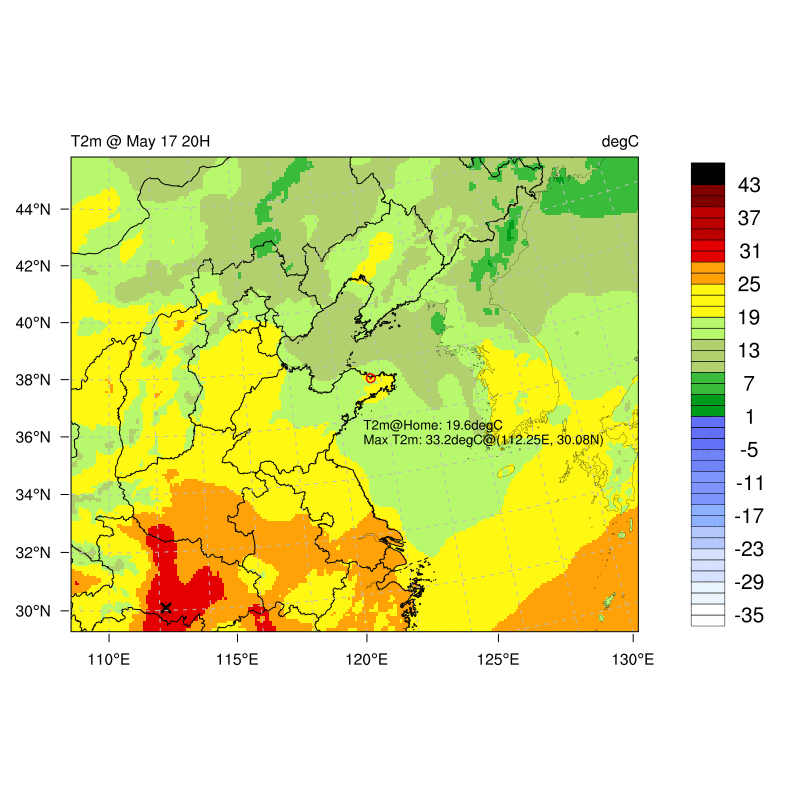 T2m @ May 17 20H
degC
44°N
42°N
40°N
38°N
36°N
34°N
32°N
30°N
110°E
115°E
120°E
125°E
130°E
T2m@Home: 19.6degC
Max T2m: 33.2degC@(112.25E, 30.08N)
43
37
31
25
19
13
7
1
-5
-11
-17
-23
-29
-35